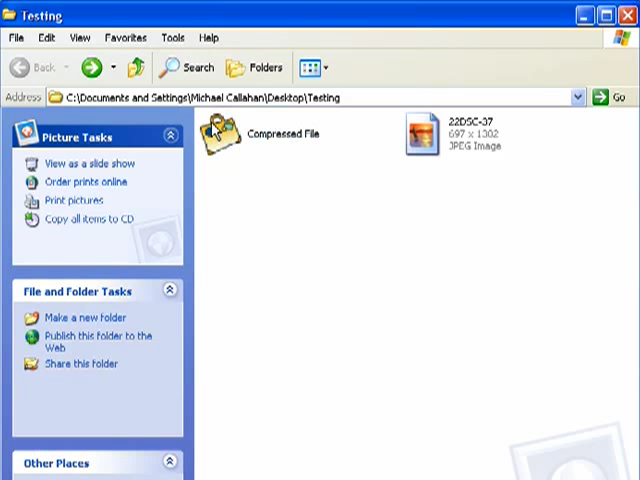 Testing
File Edit View Favorites Tools Help
Back Search Folders
Address C:\Documents and Settings\Michael Callahan\Desktop\Testing Go
Picture Tasks
View as a slide show
Order prints online
Print pictures
Copy all items to CD
File and Folder Tasks
Make a new folder
Publish this folder to the
Web
Share this folder
Other Places
Compressed File
22DSC-37
697 x 1302
JPEG Image